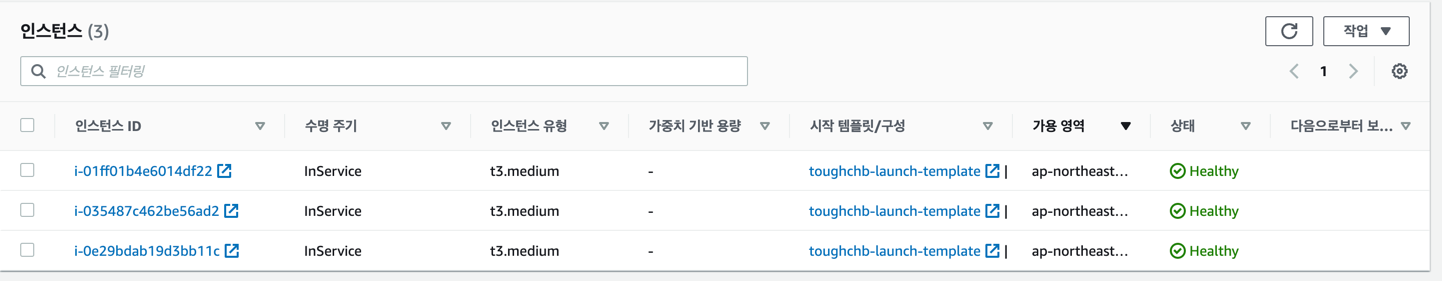 인스턴스 (3)
작업
인스턴스 필터링
1
인스턴스 ID 수명 주기 인스턴스 유형 가중치 기반 용량 시작 템플릿/구성 가용 영역 상태 다음으로부터 보...
i-01ff01b4e6014df22 InService t3.medium - toughchb-launch-template | ap-northeast... Healthy
i-035487c462be56ad2 InService t3.medium - toughchb-launch-template | ap-northeast... Healthy
i-0e29bdab19d3bb11c InService t3.medium - toughchb-launch-template | ap-northeast... Healthy